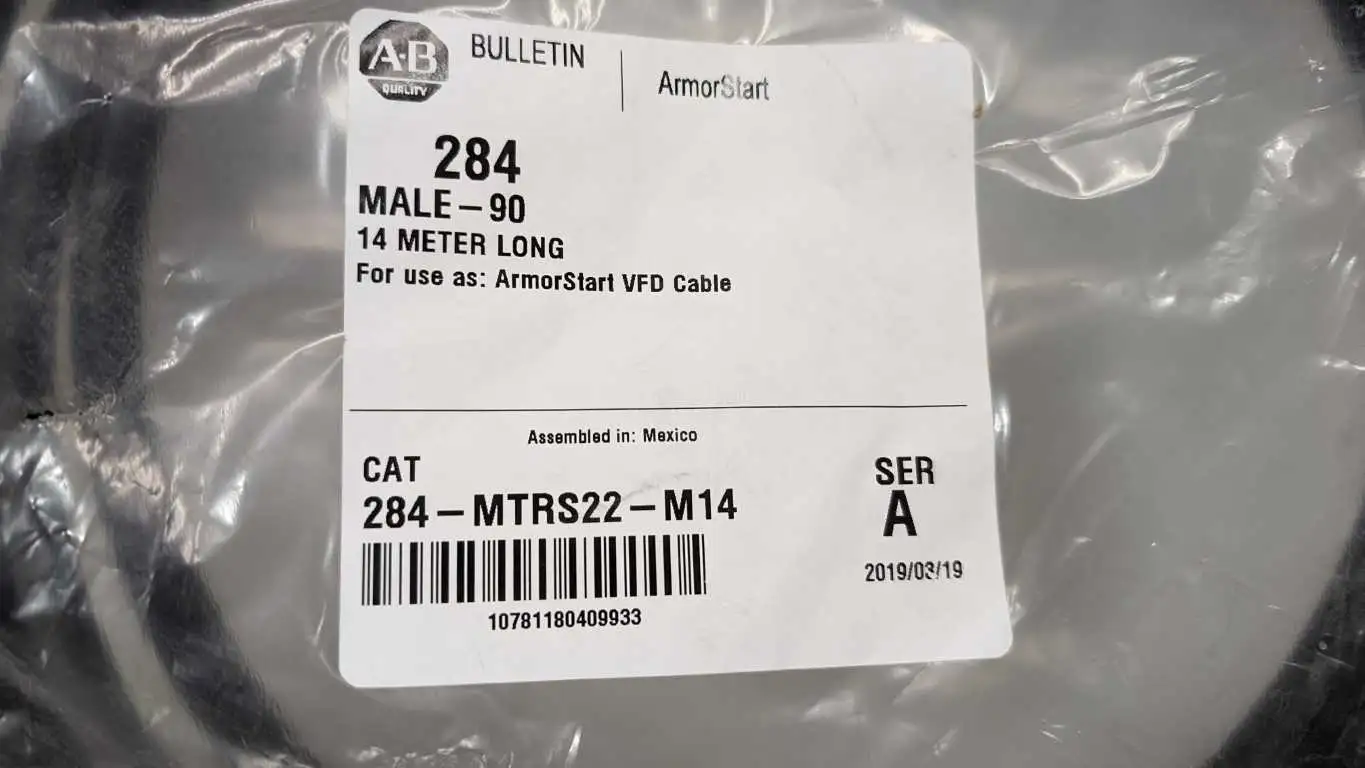 A·B
QUALITY
BULLETIN
ArmorStart
284
MALE – 90
14 METER LONG
For use as: ArmorStart VFD Cable
Assembled in: Mexico
CAT
284 – MTRS22 – M14
SER
A
2019/03/19
10781180409933